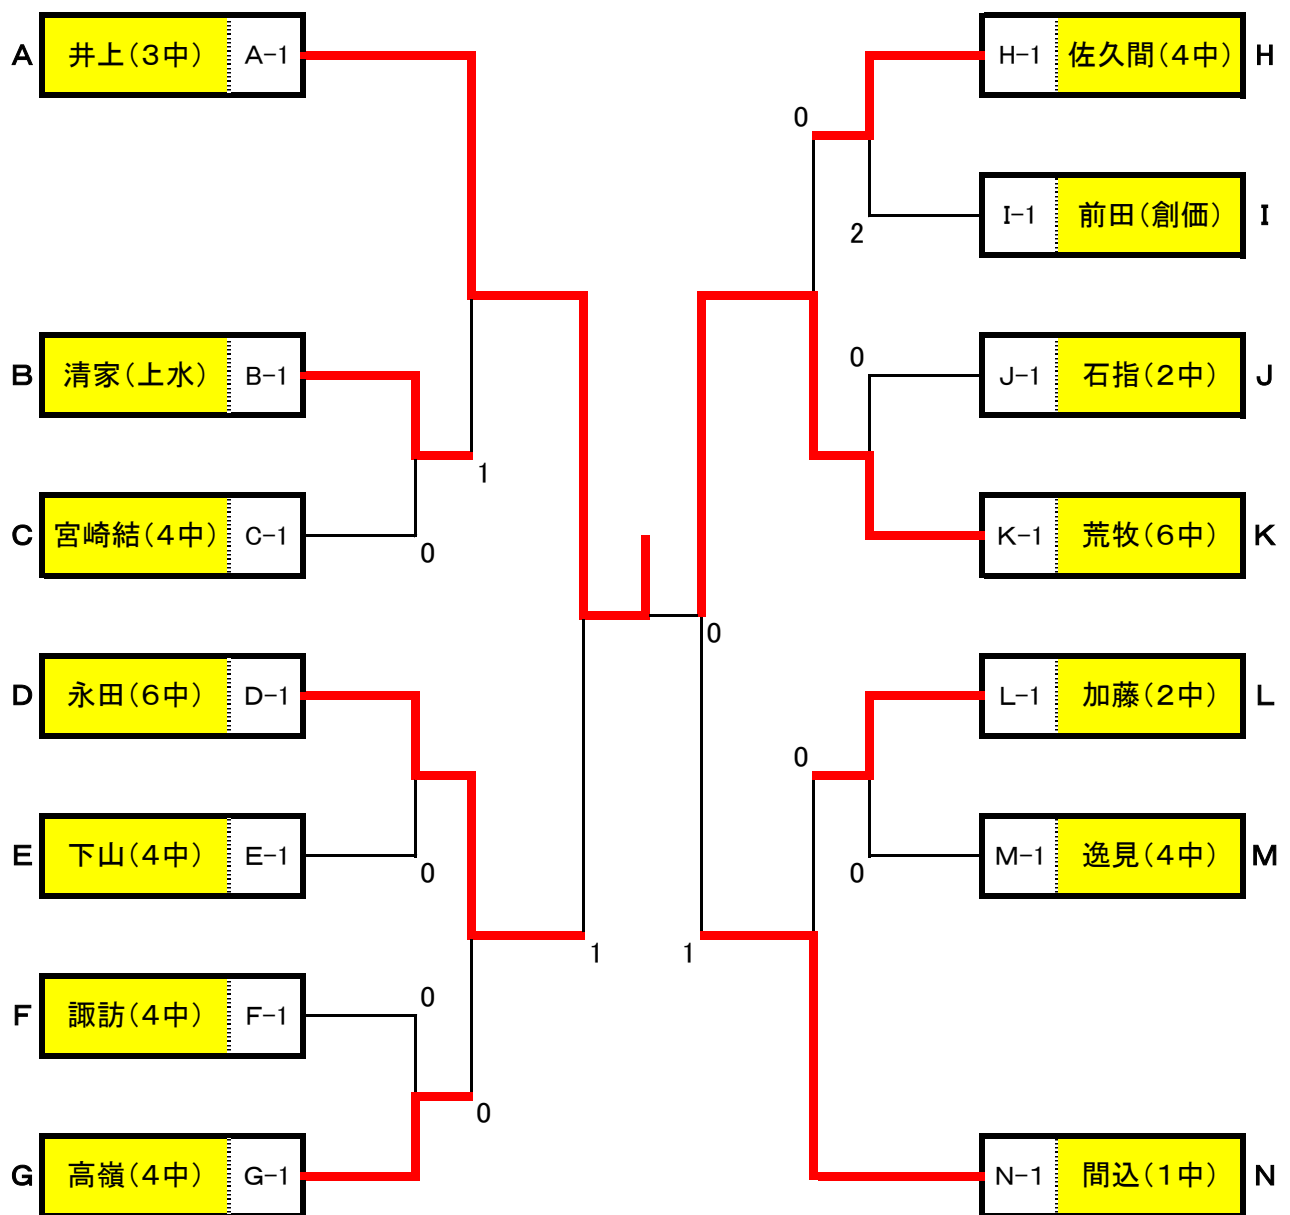 A 井上(3中) A-1
H-1 佐久間(4中) H
0
I-1 前田(創価) I
2
B 清家(上水) B-1
0
J-1 石指(2中) J
1
C 宮崎結(4中) C-1
0
K-1 荒牧(6中) K
0
D 永田(6中) D-1
L-1 加藤(2中) L
0
E 下山(4中) E-1
0
M-1 逸見(4中) M
0
1
1
F 諏訪(4中) F-1
0
0
G 高嶺(4中) G-1
N-1 間込(1中) N